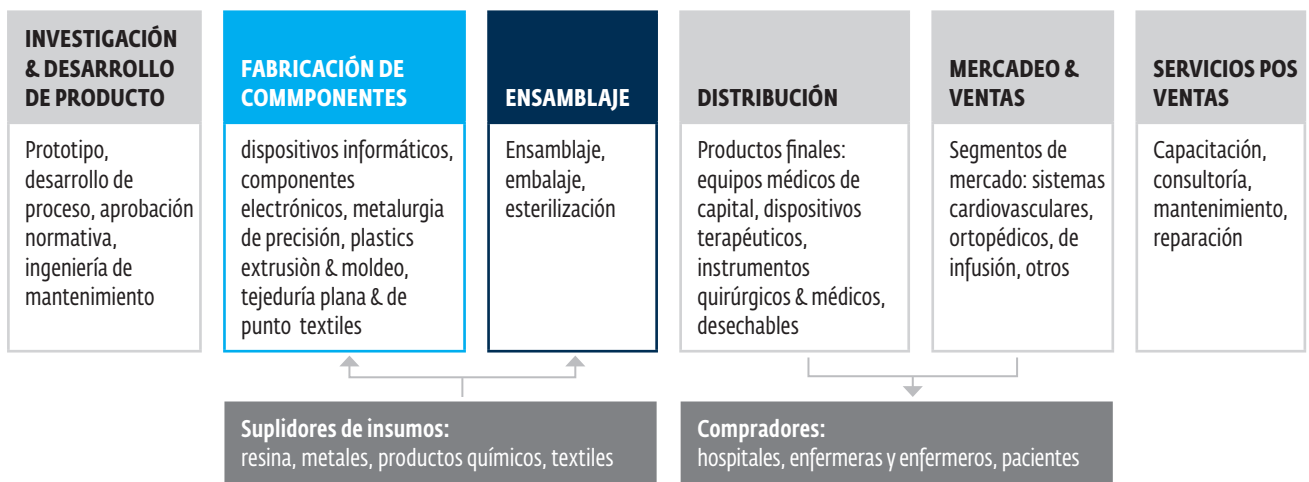 INVESTIGACIÓN
& DESARROLLO
DE PRODUCTO
Prototipo,
desarrollo de
proceso, aprobación
normativa,
ingeniería de
mantenimiento
FABRICACIÓN DE
COMMPONENTES
dispositivos informáticos,
componentes
electrónicos, metalurgia
de precisión, plastics
extrusiòn & moldeo,
tejeduría plana & de
punto textiles
ENSAMBLAJE
Ensamblaje,
embalaje,
esterilización
DISTRIBUCIÓN
Productos finales:
equipos médicos de
capital, dispositivos
terapéuticos,
instrumentos
quirúrgicos & médicos,
desechables
MERCADEO &
VENTAS
Segmentos de
mercado: sistemas
cardiovasculares,
ortopédicos, de
infusión, otros
SERVICIOS POS
VENTAS
Capacitación,
consultoría,
mantenimiento,
reparación
Suplidores de insumos:
resina, metales, productos químicos, textiles
Compradores:
hospitales, enfermeras y enfermeros, pacientes